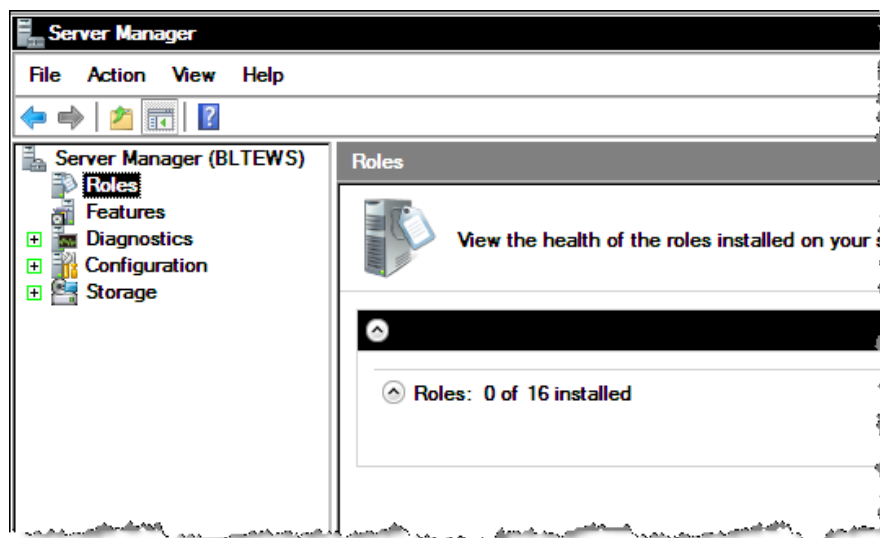 Server Manager
File Action View Help
Server Manager (BLTEWS)
Roles
Features
Diagnostics
Configuration
Storage
Roles
View the health of the roles installed on your
Roles: 0 of 16 installed